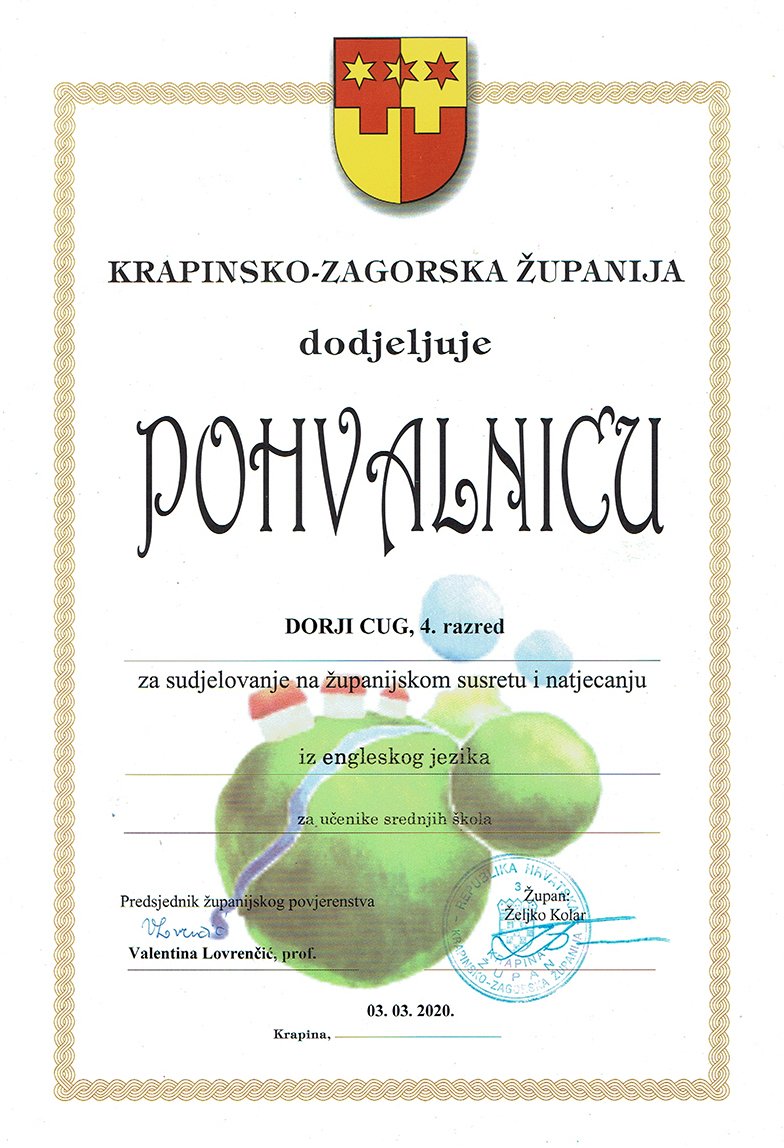 KRAPINSKO-ZAGORSKA ŽUPANIJA
dodjeljuje
POHVALNICU
DORJI CUG, 4. razred
za sudjelovanje na županijskom susretu i natjecanju
iz engleskog jezika
za učenike srednjih škola
Predsjednik županijskog povjerenstva
VLovrenčić
Valentina Lovrenčić, prof.
REPUBLIKA HRVATSKA
3
Župan:
Željko Kolar
KRAPINA
ŽUPAN
KRAPINSKO-ZAGORSKA ŽUPANIJA
03. 03. 2020.
Krapina,